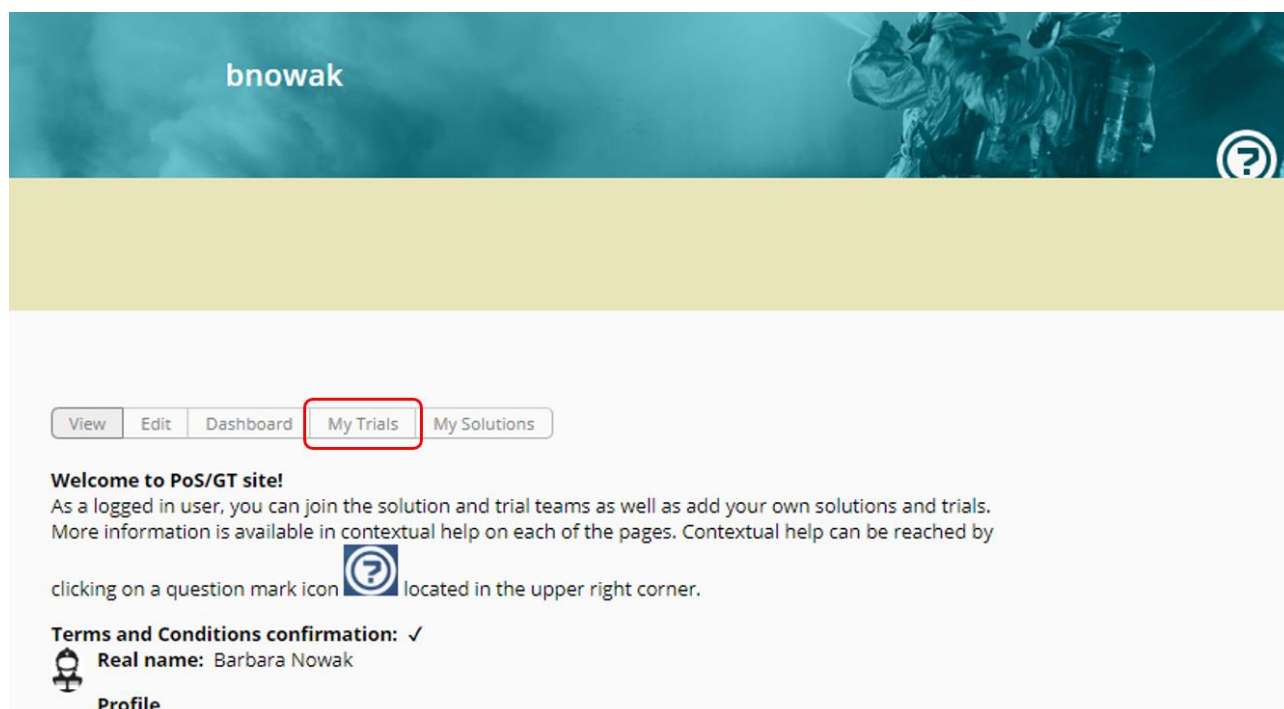 bnowak
View Edit Dashboard My Trials My Solutions
Welcome to PoS/GT site!
As a logged in user, you can join the solution and trial teams as well as add your own solutions and trials.
More information is available in contextual help on each of the pages. Contextual help can be reached by
clicking on a question mark icon ? located in the upper right corner.
Terms and Conditions confirmation: ✓
Real name: Barbara Nowak
Profile